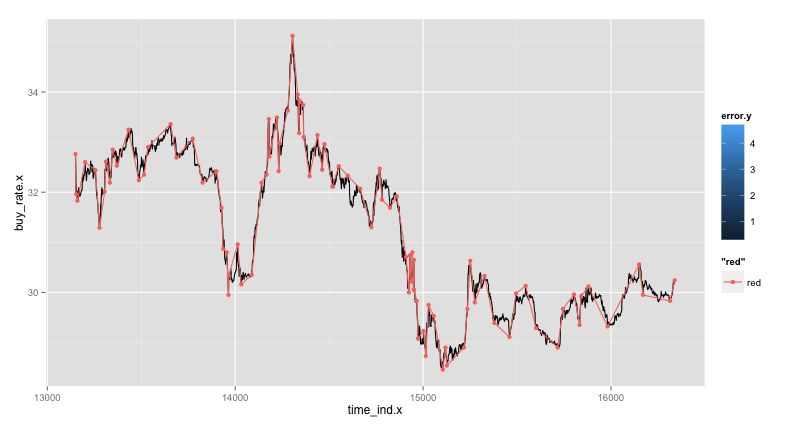 34
32
30
buy_rate.x
13000
14000
15000
16000
time_ind.x
error.y
4
3
2
1
"red"
red